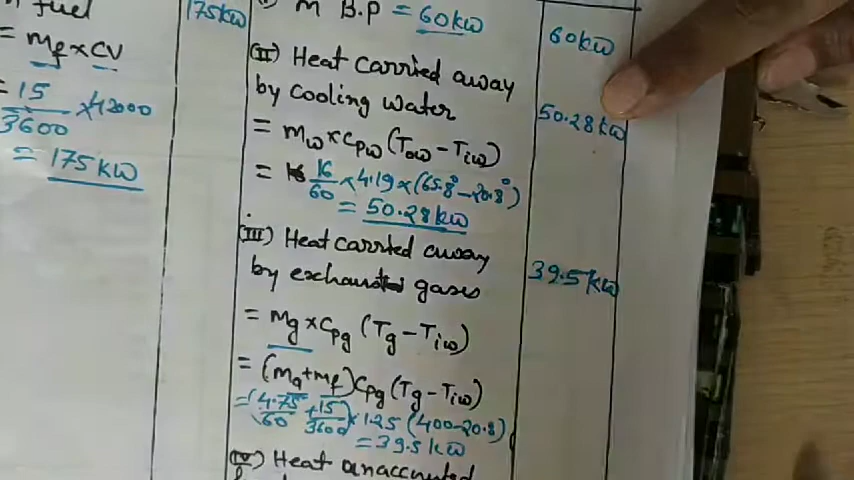 fuel
= mf × CV
= 15/3600 × 42000
= 175 kW
175kW
m B.P = 60kW
60kW
(ii) Heat carried away
by cooling water
= mw × Cpw (Tow - Tiw)
= 16/60 × 4.19 × (65.8° - 20.8°)
= 50.28kW
50.28kW
(iii) Heat carried away
by exhaust gases
39.5kW
= mg × Cpg (Tg - Tiw)
= (ma + mf) Cpg (Tg - Tiw)
= (4.75/60 + 15/3600) × 1.25 (400 - 20.8)
= 39.5 kW
(iv) Heat unaccounted